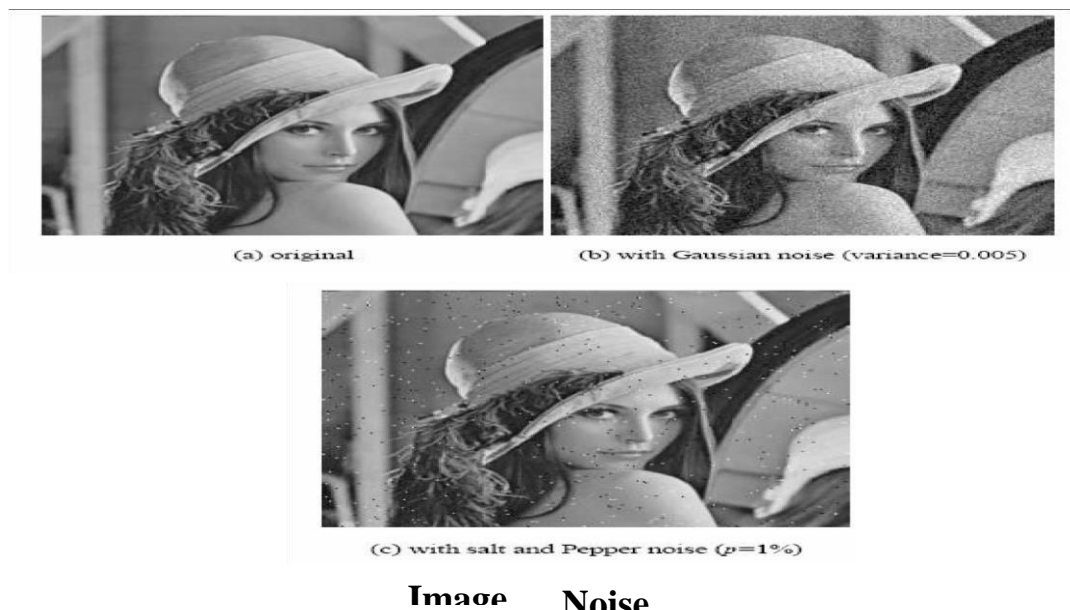 (a) original
(b) with Gaussian noise (variance=0.005)
(c) with salt and Pepper noise (p=1%)
Image Noise